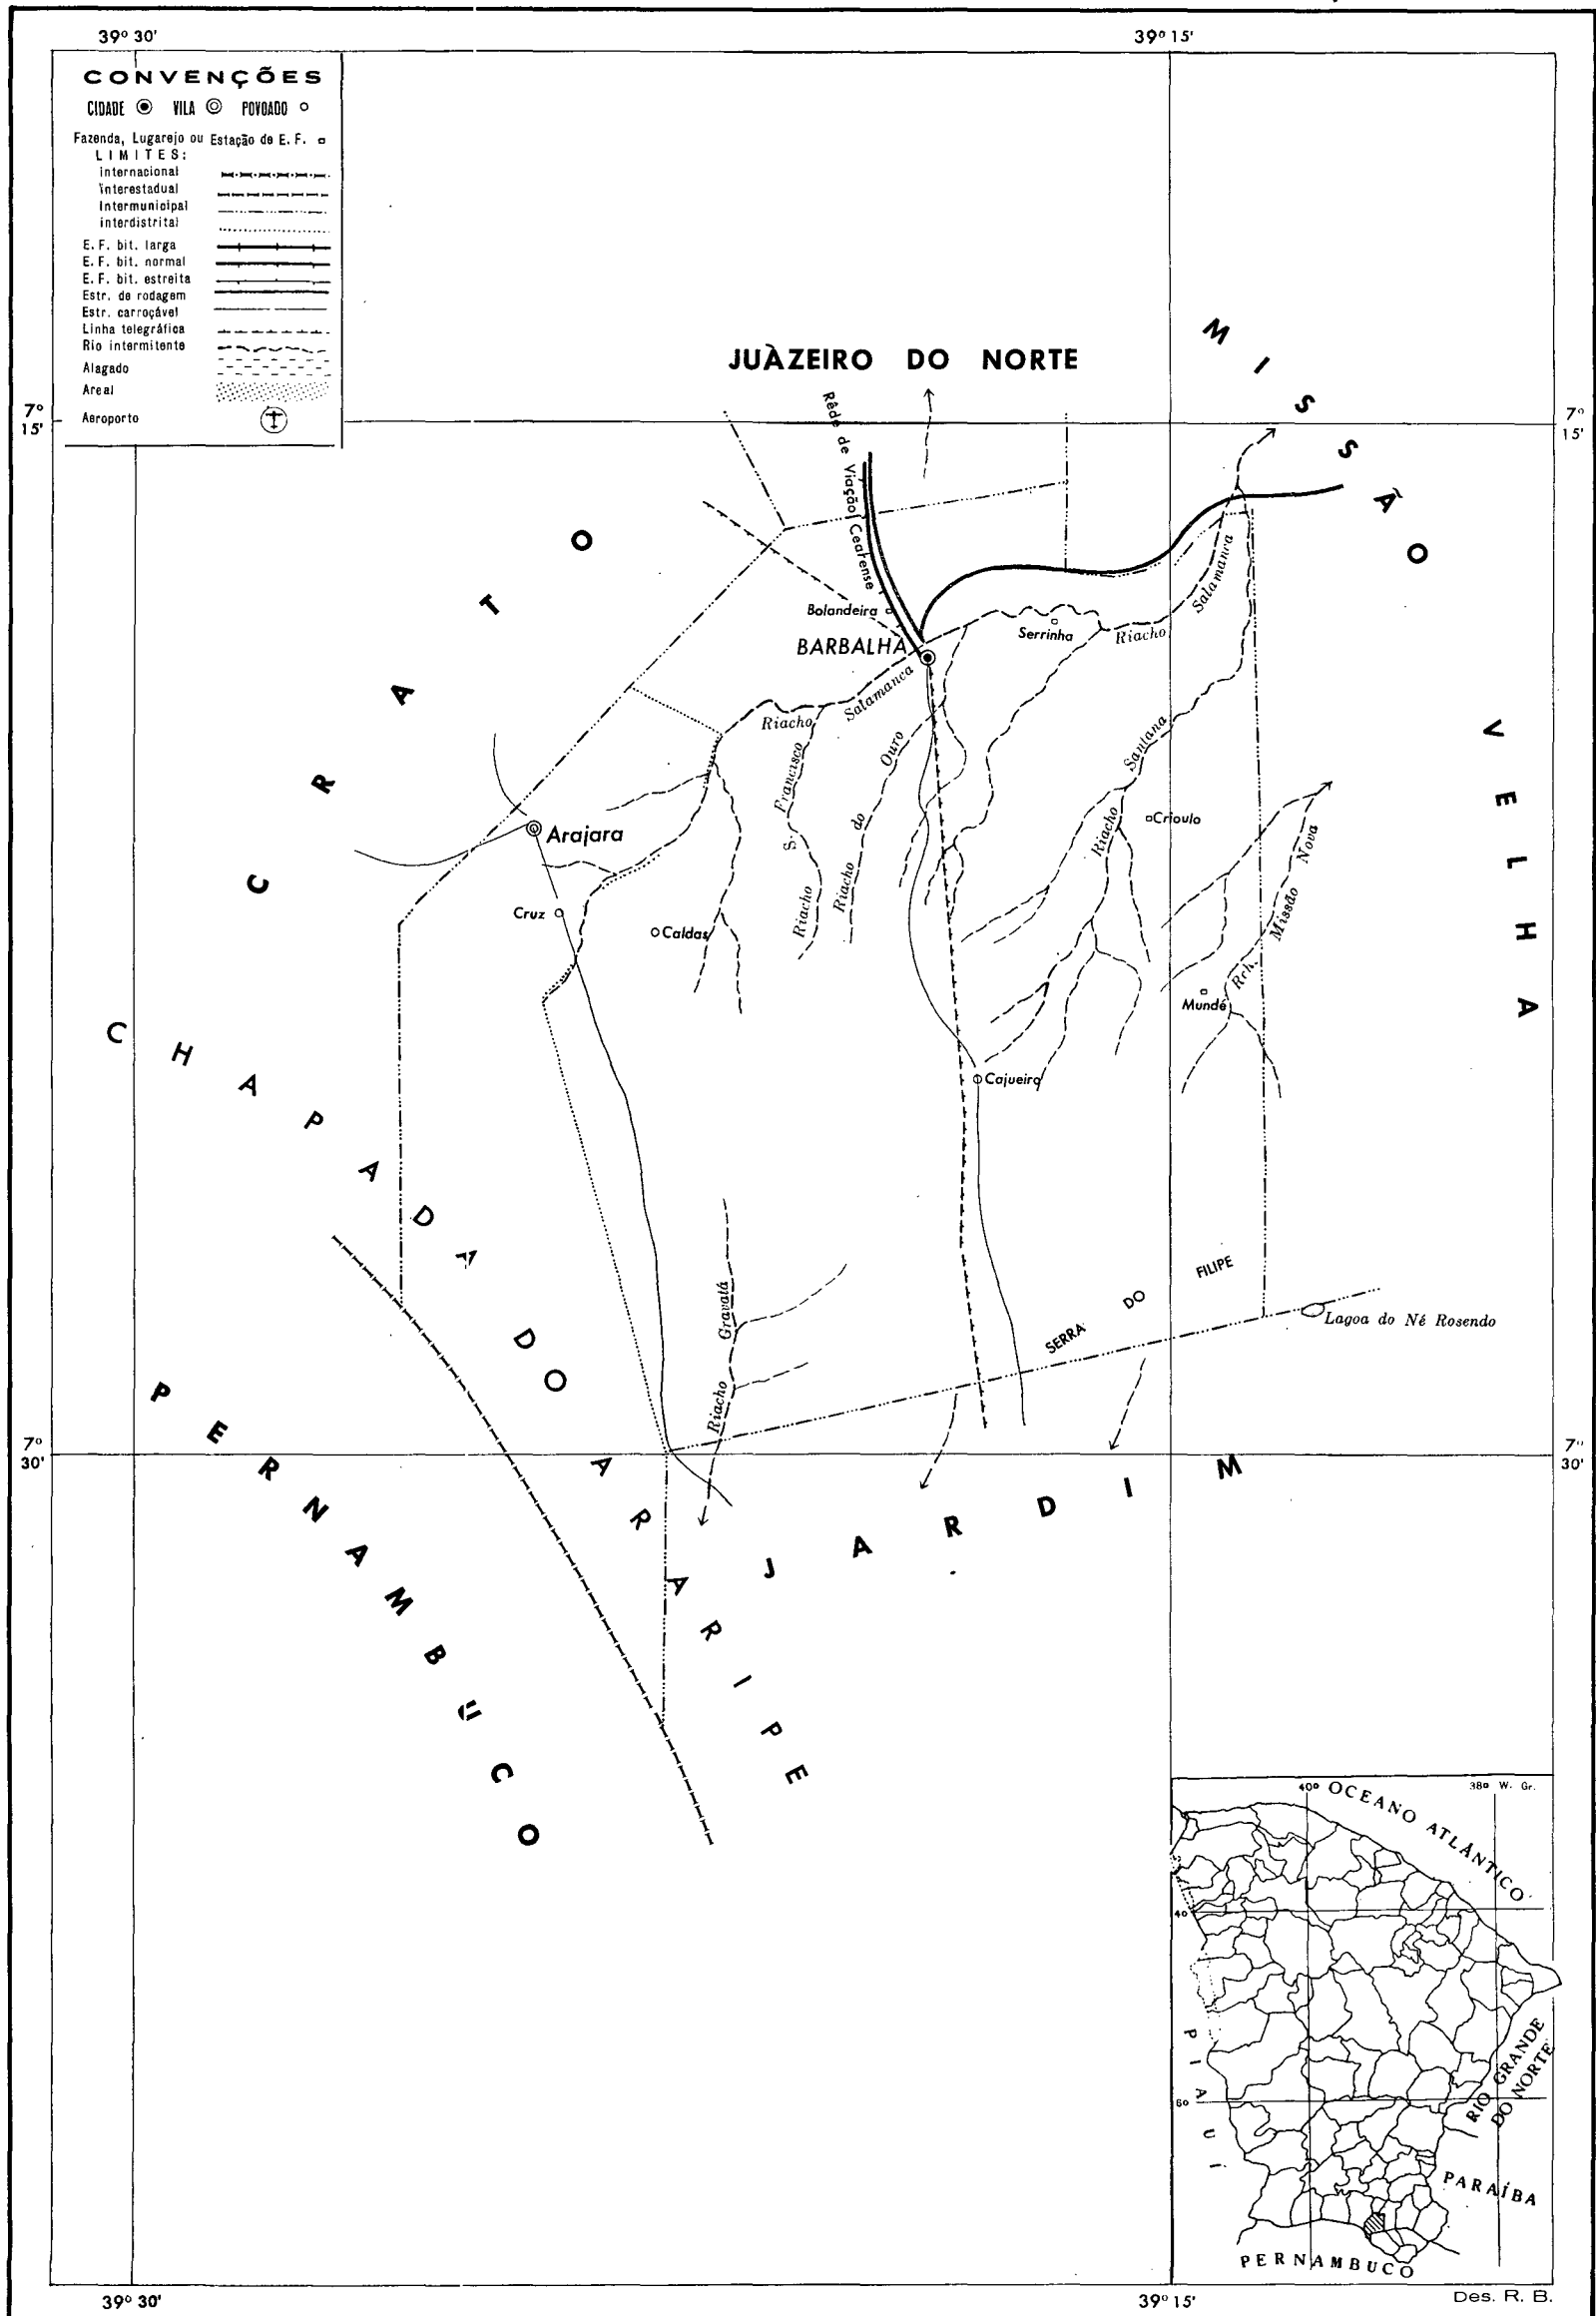 39° 30'
39° 15'
CONVENÇÕES
CIDADE VILA POVOADO
Fazenda, Lugarejo ou Estação de E. F.
LIMITES:
internacional
interestadual
Intermunicipal
interdistrital
E. F. bit. larga
E. F. bit. normal
E. F. bit. estreita
Estr. de rodagem
Estr. carroçável
Linha telegráfica
Rio intermitente
Alagado
Areal
Aeroporto
7° 15'
7° 15'
JUÀZEIRO DO NORTE
MISSÃO VELHA
CRATO
Rêde de Viação Cearense
Bolandeira
BARBALHA
Serrinha
Riacho Salamanca
Riacho Salamanca
Riacho S. Francisco
Riacho do Ouro
Riacho Santana
Crioulo
Arajara
Cruz
Caldas
Rch. Missão Nova
Mundé
Cajueiro
CHAPADA DO ARARIPE
Riacho Gravatá
SERRA DO FILIPE
Lagoa do Né Rosendo
PERNAMBUCO
7° 30'
7° 30'
JARDIM
40° OCEANO ATLÂNTICO
38° W. Gr.
4°
PIAUÍ
RIO GRANDE DO NORTE
6°
PARAÍBA
PERNAMBUCO
39° 30'
39° 15'
Des. R. B.